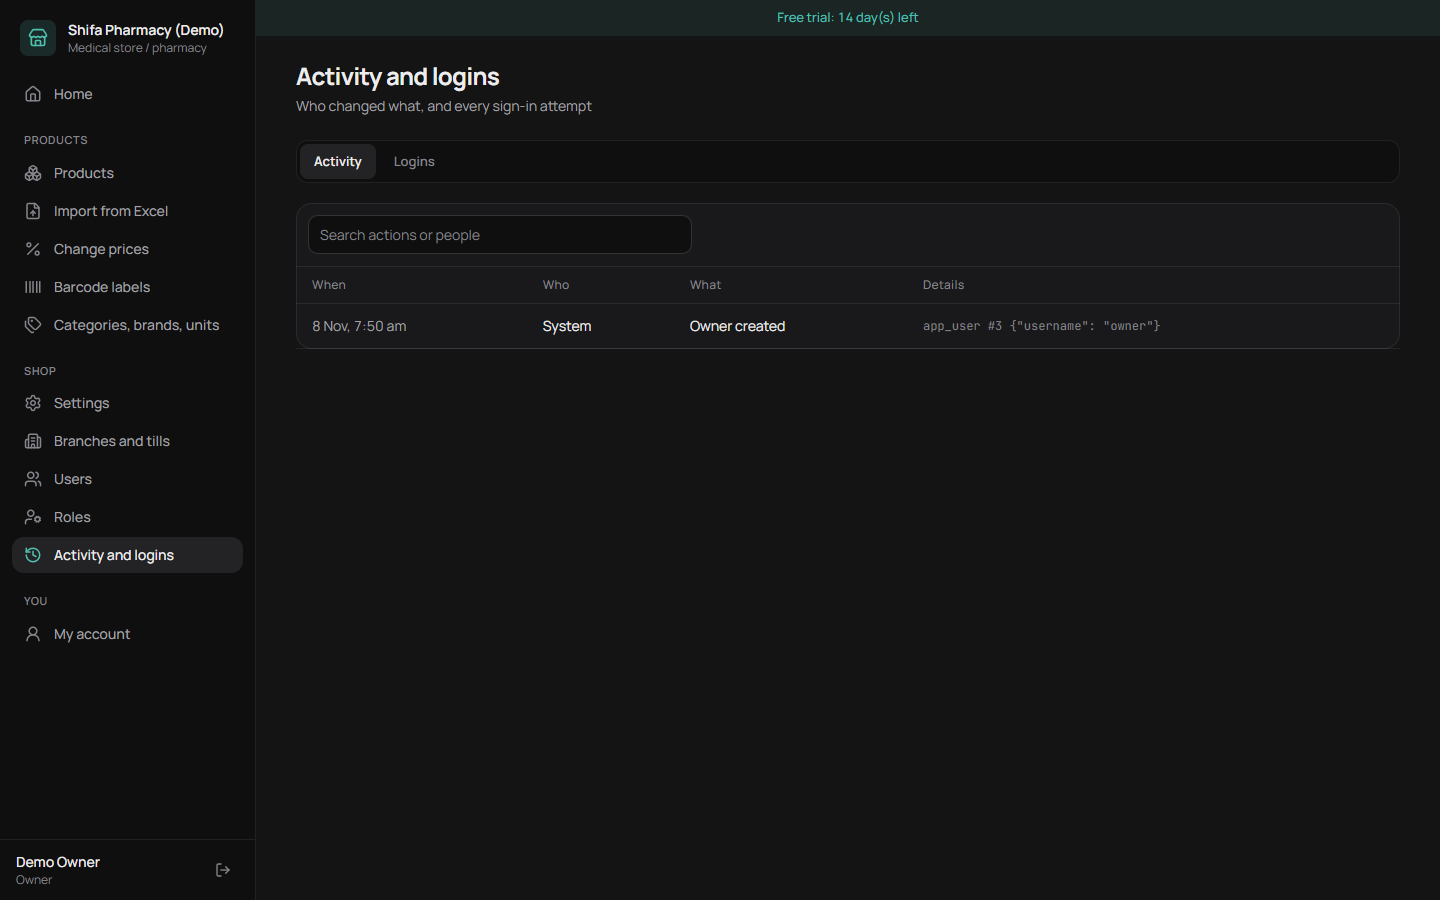 Shifa Pharmacy (Demo)
Medical store / pharmacy
Home
PRODUCTS
Products
Import from Excel
Change prices
Barcode labels
Categories, brands, units
SHOP
Settings
Branches and tills
Users
Roles
Activity and logins
YOU
My account
Demo Owner
Owner
Free trial: 14 day(s) left
Activity and logins
Who changed what, and every sign-in attempt
Activity Logins
Search actions or people
When Who What Details
8 Nov, 7:50 am System Owner created app_user #3 {"username": "owner"}